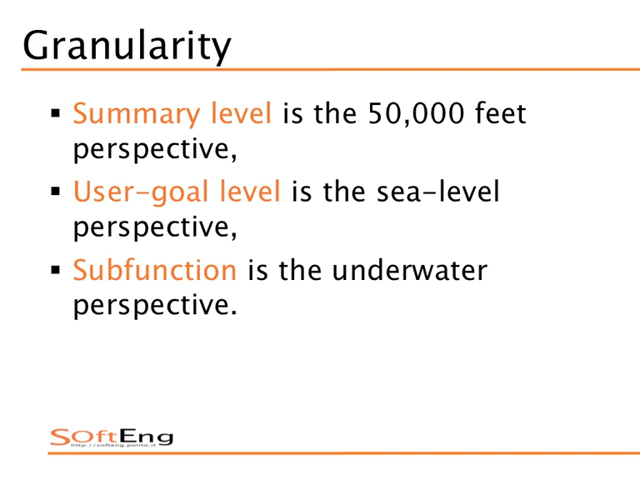 Granularity
▪ Summary level is the 50,000 feet
perspective,
▪ User-goal level is the sea-level
perspective,
▪ Subfunction is the underwater
perspective.
SOftEng
http://softeng.polito.it